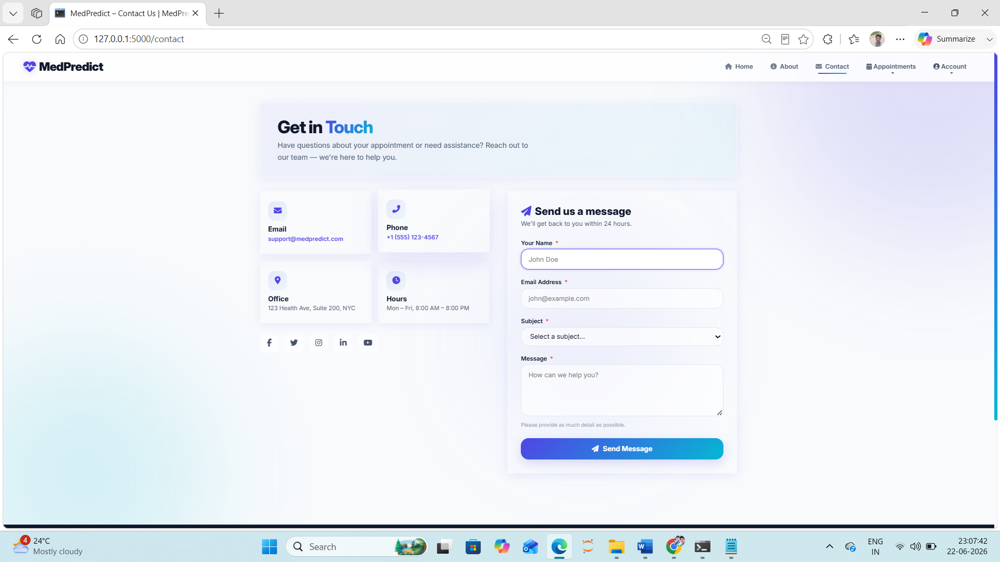 MedPredict – Contact Us | MedPre
127.0.0.1:5000/contact
Summarize
MedPredict
Home
About
Contact
Appointments
Account
Get in Touch
Have questions about your appointment or need assistance? Reach out to
our team — we're here to help you.
Email
support@medpredict.com
Phone
+1 (555) 123-4567
Office
123 Health Ave, Suite 200, NYC
Hours
Mon – Fri, 8:00 AM – 8:00 PM
Send us a message
We'll get back to you within 24 hours.
Your Name *
John Doe
Email Address *
john@example.com
Subject *
Select a subject...
Message *
How can we help you?
Please provide as much detail as possible.
Send Message
4
24°C
Mostly cloudy
Search
ENG
IN
23:07:42
22-06-2026